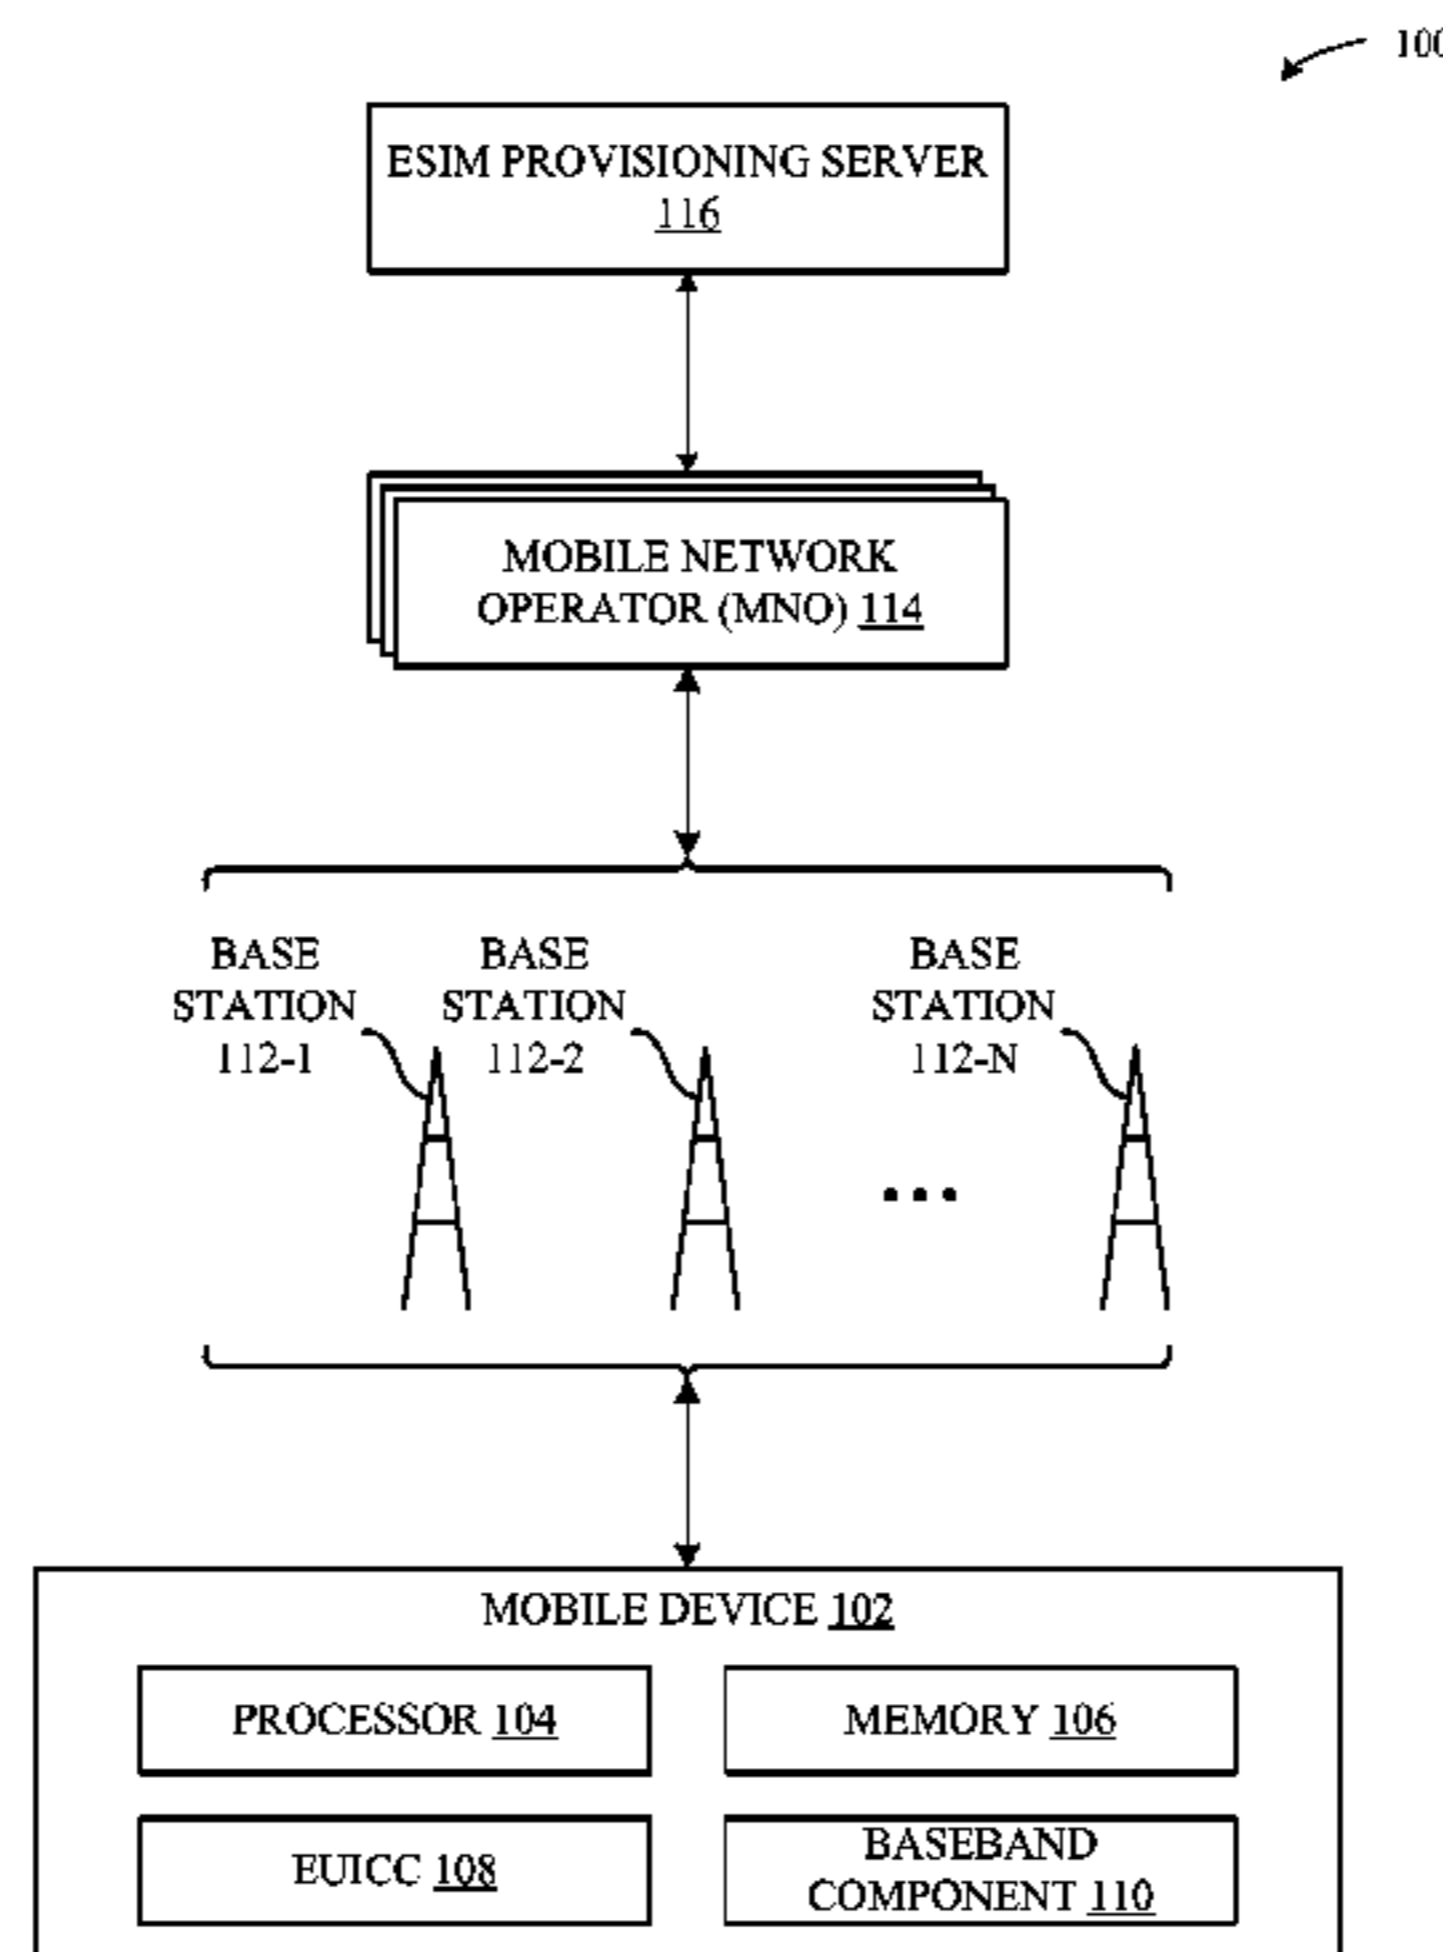 100
ESIM PROVISIONING SERVER
116
MOBILE NETWORK
OPERATOR (MNO) 114
BASE
STATION
112-1
BASE
STATION
112-2
BASE
STATION
112-N
MOBILE DEVICE 102
PROCESSOR 104
MEMORY 106
EUICC 108
BASEBAND
COMPONENT 110